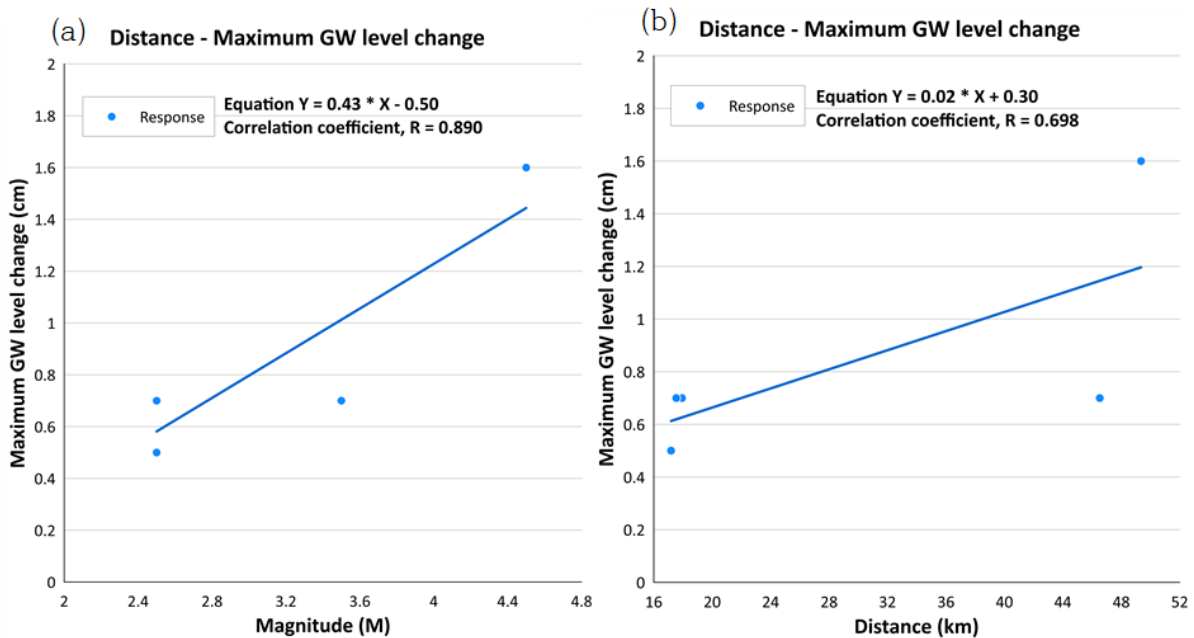 (a)
Distance - Maximum GW level change
Response
Equation Y = 0.43 * X - 0.50
Correlation coefficient, R = 0.890
Maximum GW level change (cm)
2
1.8
1.6
1.4
1.2
1
0.8
0.6
0.4
0.2
0
2 2.4 2.8 3.2 3.6 4 4.4 4.8
Magnitude (M)
(b)
Distance - Maximum GW level change
Response
Equation Y = 0.02 * X + 0.30
Correlation coefficient, R = 0.698
Maximum GW level change (cm)
2
1.8
1.6
1.4
1.2
1
0.8
0.6
0.4
0.2
0
16 20 24 28 32 36 40 44 48 52
Distance (km)